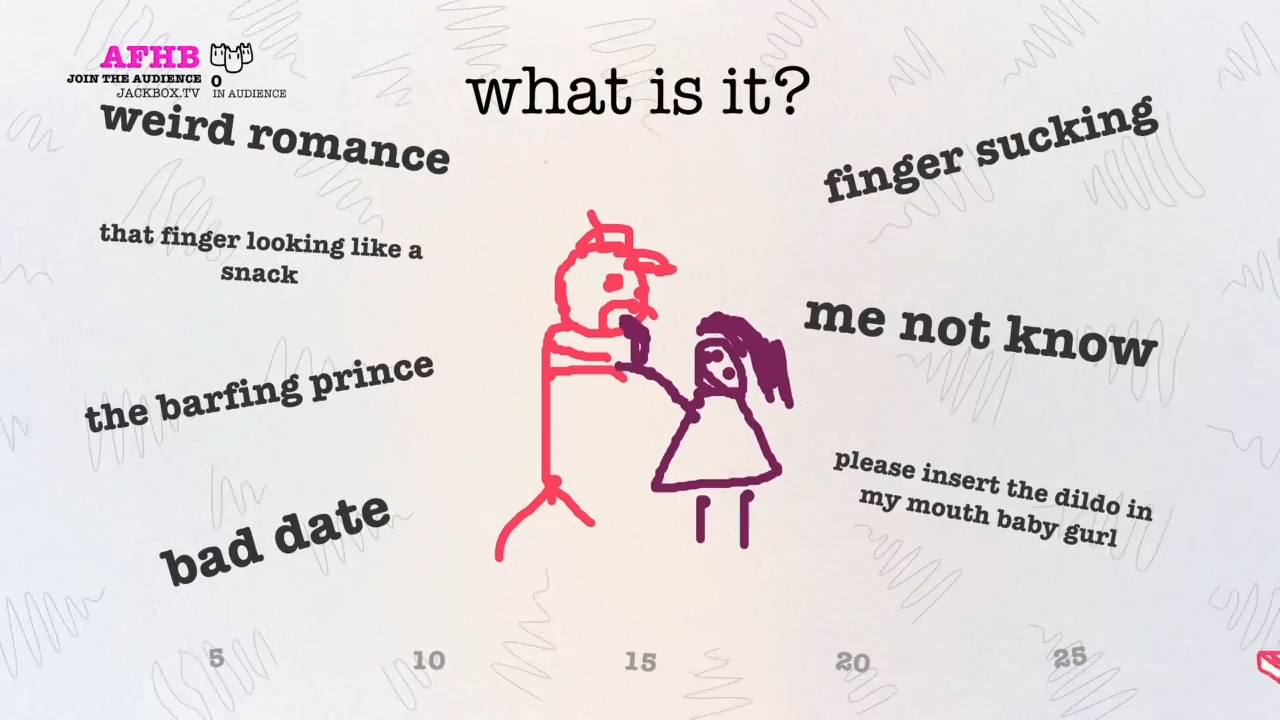 AFHB
JOIN THE AUDIENCE
JACKBOX.TV
0
IN AUDIENCE
what is it?
weird romance
that finger looking like a
snack
the barfing prince
bad date
finger sucking
me not know
please insert the dildo in
my mouth baby gurl
5 10 15 20 25